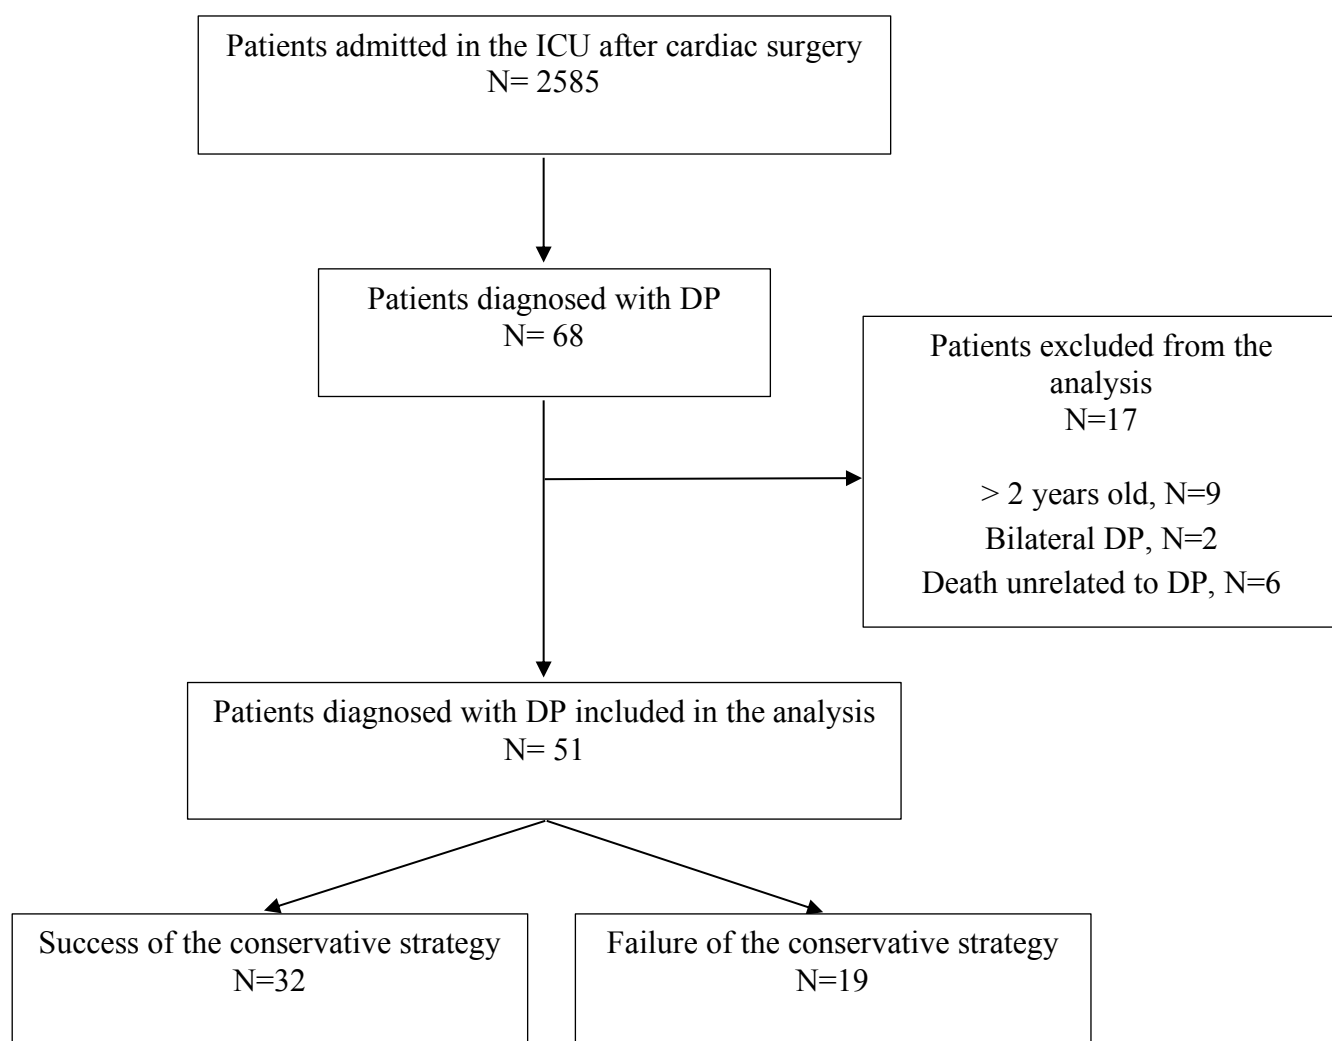 Patients admitted in the ICU after cardiac surgery
N= 2585
Patients diagnosed with DP
N= 68
Patients excluded from the
analysis
N=17
> 2 years old, N=9
Bilateral DP, N=2
Death unrelated to DP, N=6
Patients diagnosed with DP included in the analysis
N= 51
Success of the conservative strategy
N=32
Failure of the conservative strategy
N=19